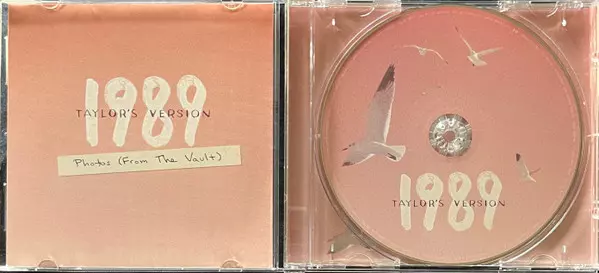 1989
TAYLOR'S VERSION
Photos (From The Vault)
1989
TAYLOR'S VERSION